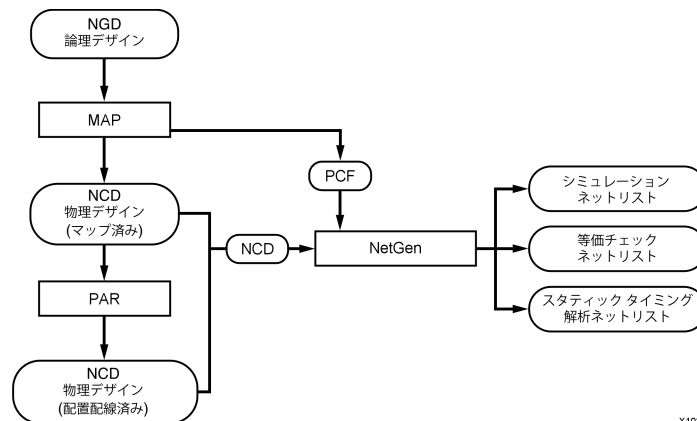 NGD
論理デザイン
MAP
PCF
NCD
物理デザイン
(マップ済み)
NCD
NetGen
シミュレーション
ネットリスト
等価チェック
ネットリスト
スタティック タイミング
解析ネットリスト
PAR
NCD
物理デザイン
(配置配線済み)